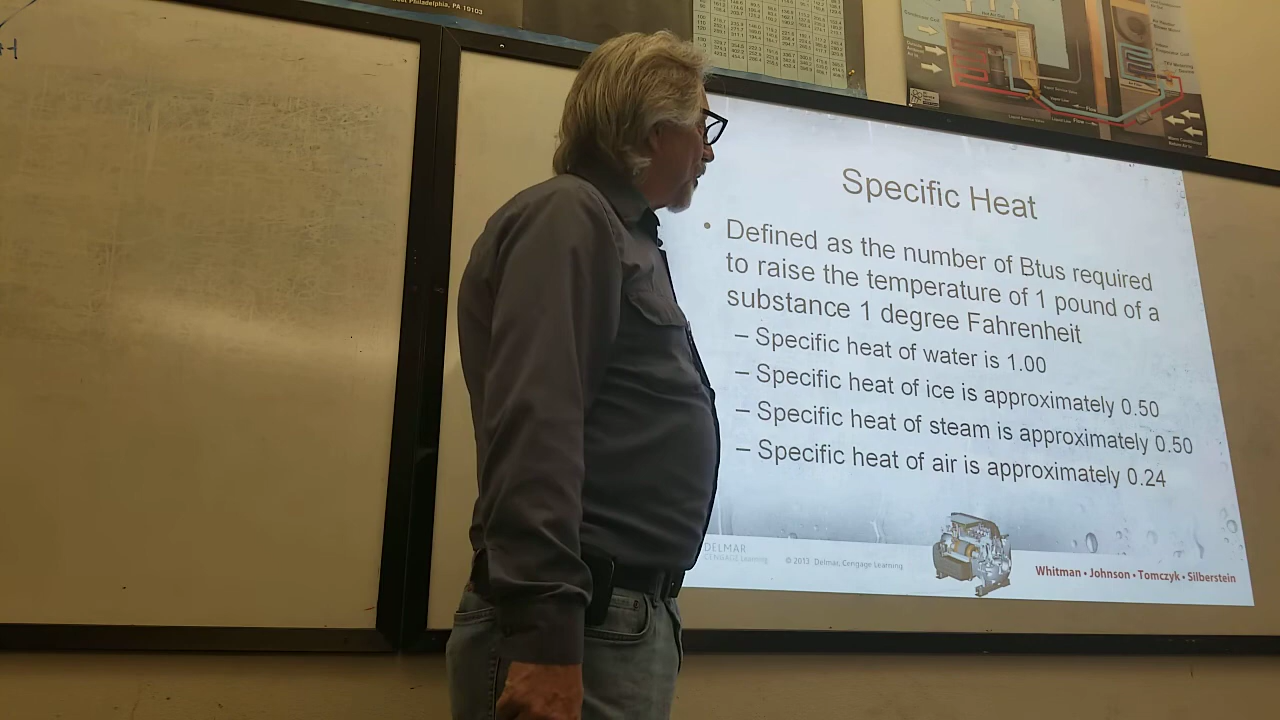 Philadelphia, PA 19103
Specific Heat
• Defined as the number of Btus required
to raise the temperature of 1 pound of a
substance 1 degree Fahrenheit
– Specific heat of water is 1.00
– Specific heat of ice is approximately 0.50
– Specific heat of steam is approximately 0.50
– Specific heat of air is approximately 0.24
DELMAR
CENGAGE Learning
© 2013 Delmar, Cengage Learning
Whitman • Johnson • Tomczyk • Silberstein